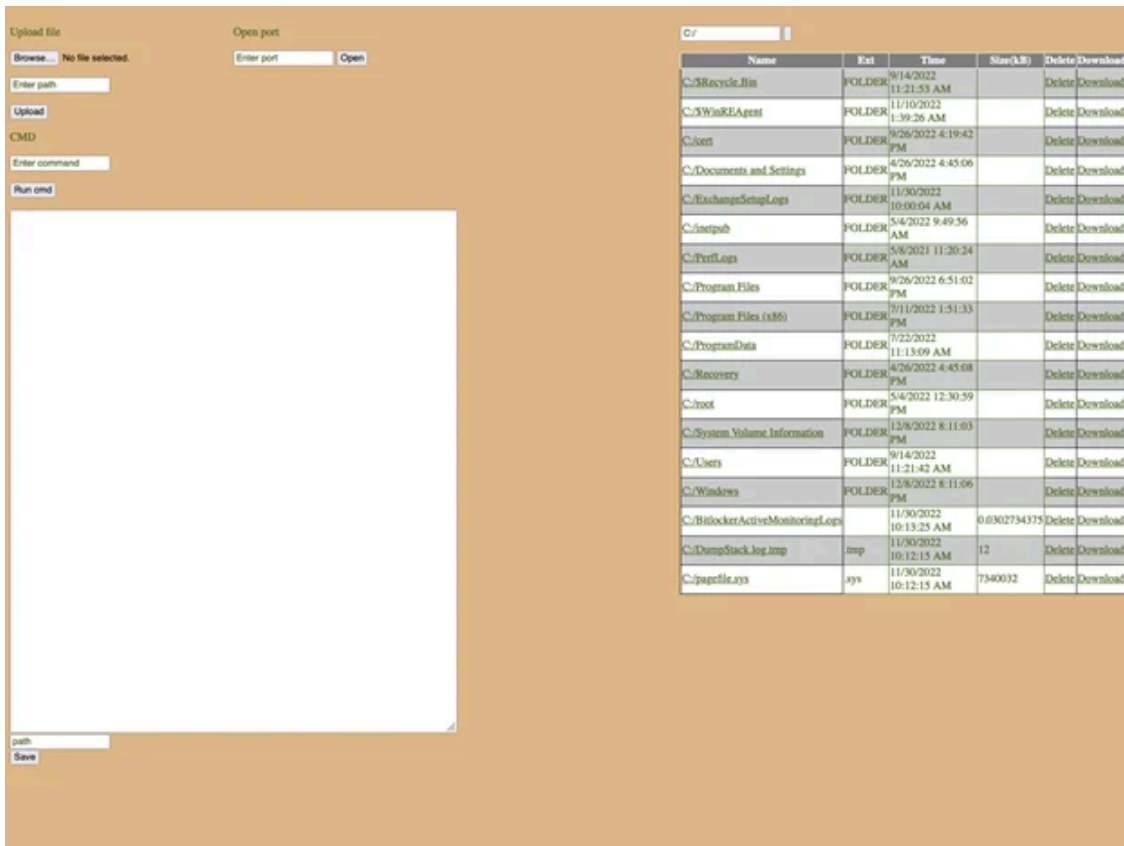 Upload file
Open port
Browse... No file selected.
Enter port Open
Enter path
Upload
CMD
Enter command
Run cmd
path
Save
C:/
Name Ext Time Size(kB) Delete Download
C:/$Recycle.Bin FOLDER 9/14/2022
11:21:53 AM Delete Download
C:/$WinREAgent FOLDER 11/10/2022
1:39:26 AM Delete Download
C:/cert FOLDER 9/26/2022 4:19:42
PM Delete Download
C:/Documents and Settings FOLDER 4/26/2022 4:45:06
PM Delete Download
C:/ExchangeSetupLogs FOLDER 11/30/2022
10:00:04 AM Delete Download
C:/inetpub FOLDER 5/4/2022 9:49:56
AM Delete Download
C:/PerfLogs FOLDER 5/8/2021 11:20:24
AM Delete Download
C:/Program Files FOLDER 9/26/2022 6:51:02
PM Delete Download
C:/Program Files (x86) FOLDER 7/11/2022 1:51:33
PM Delete Download
C:/ProgramData FOLDER 7/22/2022
11:13:09 AM Delete Download
C:/Recovery FOLDER 4/26/2022 4:45:08
PM Delete Download
C:/root FOLDER 5/4/2022 12:30:59
PM Delete Download
C:/System Volume Information FOLDER 12/8/2022 8:11:03
PM Delete Download
C:/Users FOLDER 9/14/2022
11:21:42 AM Delete Download
C:/Windows FOLDER 12/8/2022 8:11:06
PM Delete Download
C:/BitlockerActiveMonitoringLogs 11/30/2022
10:13:25 AM 0.0302734375 Delete Download
C:/DumpStack.log.tmp .tmp 11/30/2022
10:12:15 AM 12 Delete Download
C:/pagefile.sys .sys 11/30/2022
10:12:15 AM 7340032 Delete Download